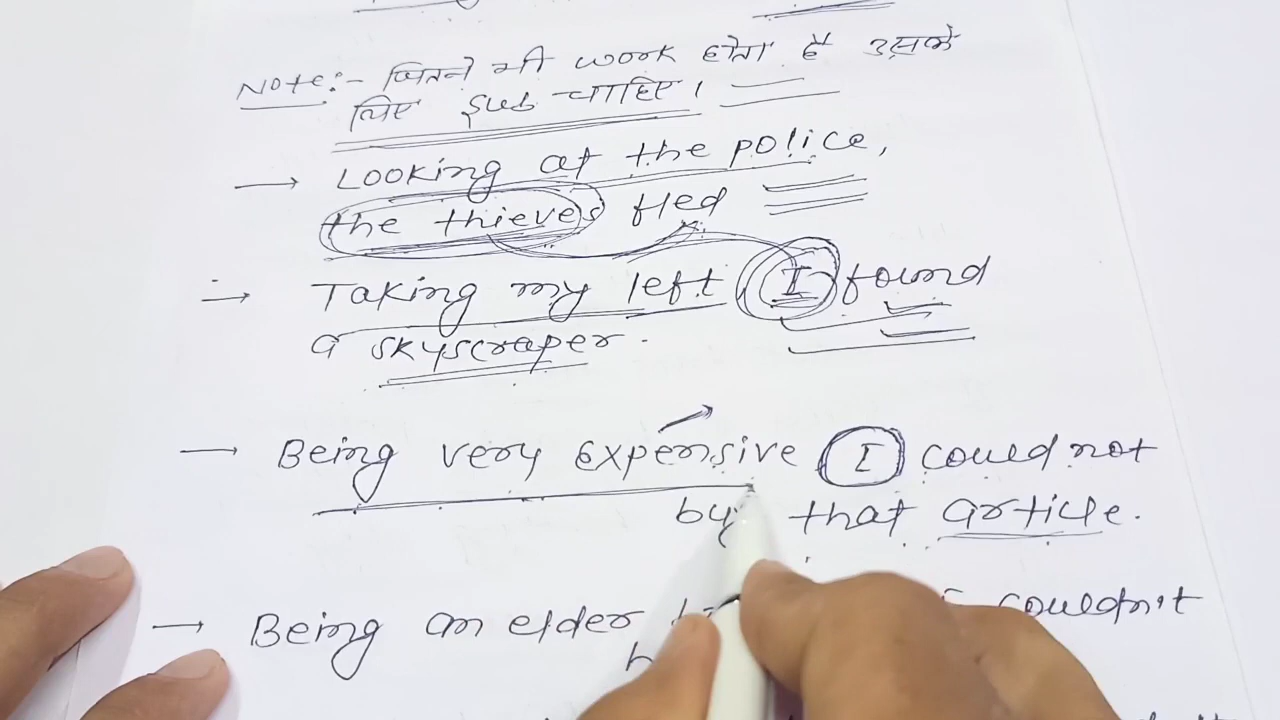 Note:- जितने भी work होता है उसके
लिए sub चाहिए।
→ Looking at the police,
the thieves fled
→ Taking my left I found
a skyscraper.
→ Being very expensive I could not
by that article.
→ Being an elder couldn't